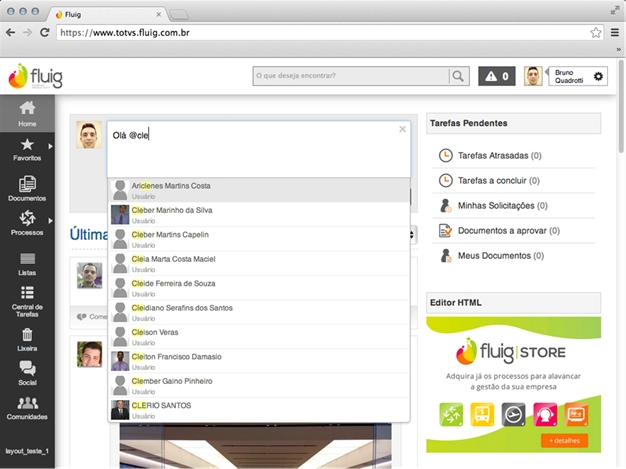 Fluig
https://www.totvs.fluig.com.br
fluig
O que deseja encontrar?
0
Bruno
Quadrotti
Home
Favoritos
Documentos
Processos
Listas
Central de
Tarefas
Lixeira
Social
Comunidades
layout_teste_1
Olá @cle
Ariclenes Martins Costa
Usuário
Cleber Marinho da Silva
Usuário
Cleber Martins Capelin
Usuário
Cleia Marta Costa Maciel
Usuário
Cleide Ferreira de Souza
Usuário
Cleidiano Serafins dos Santos
Usuário
Cleison Veras
Usuário
Cleiton Francisco Damasio
Usuário
Clember Gaino Pinheiro
Usuário
CLERIO SANTOS
Usuário
Última
Come
Tarefas Pendentes
Tarefas Atrasadas (0)
Tarefas a concluir (0)
Minhas Solicitações (0)
Documentos a aprovar (0)
Meus Documentos (0)
Editor HTML
fluig STORE
Adquira já os processos para alavancar
a gestão da sua empresa
+ detalhes